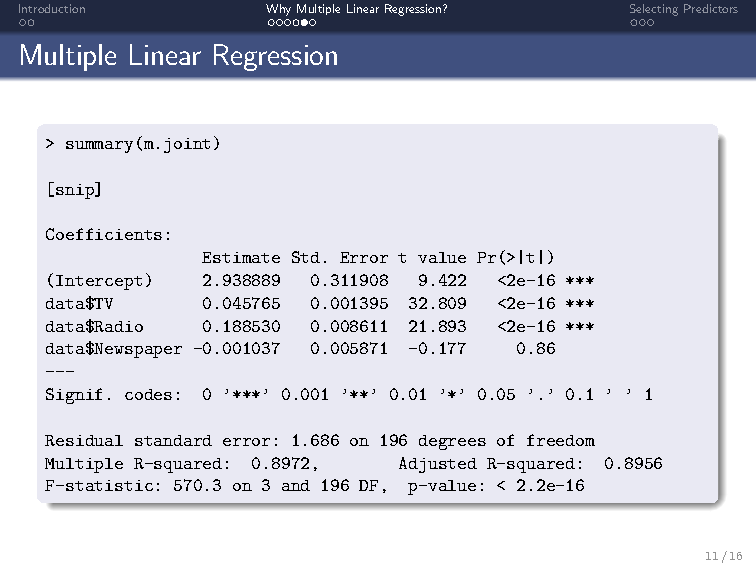 Introduction
Why Multiple Linear Regression?
Selecting Predictors
Multiple Linear Regression
> summary(m.joint)
[snip]
Coefficients:
Estimate Std. Error t value Pr(>|t|)
(Intercept) 2.938889 0.311908 9.422 <2e-16 ***
data$TV 0.045765 0.001395 32.809 <2e-16 ***
data$Radio 0.188530 0.008611 21.893 <2e-16 ***
data$Newspaper -0.001037 0.005871 -0.177 0.86
---
Signif. codes: 0 ’***’ 0.001 ’**’ 0.01 ’*’ 0.05 ’.’ 0.1 ’ ’ 1
Residual standard error: 1.686 on 196 degrees of freedom
Multiple R-squared: 0.8972, Adjusted R-squared: 0.8956
F-statistic: 570.3 on 3 and 196 DF, p-value: < 2.2e-16
11 / 16